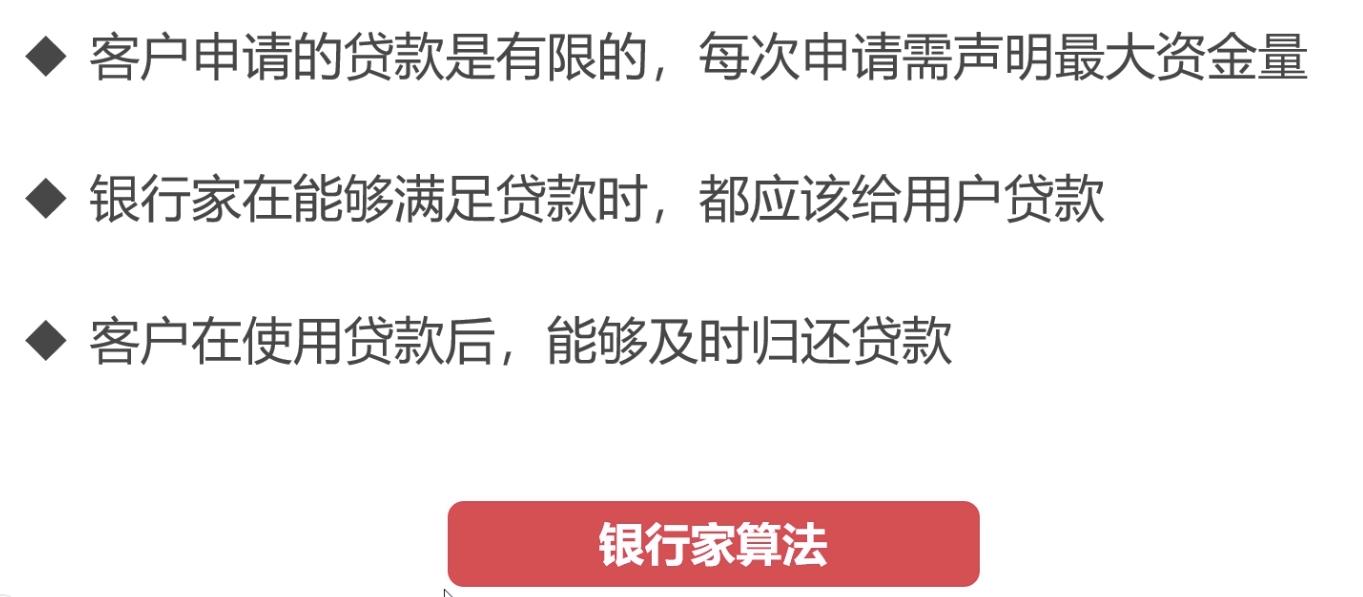 ◆ 客户申请的贷款是有限的，每次申请需声明最大资金量
◆ 银行家在能够满足贷款时，都应该给用户贷款
◆ 客户在使用贷款后，能够及时归还贷款
银行家算法